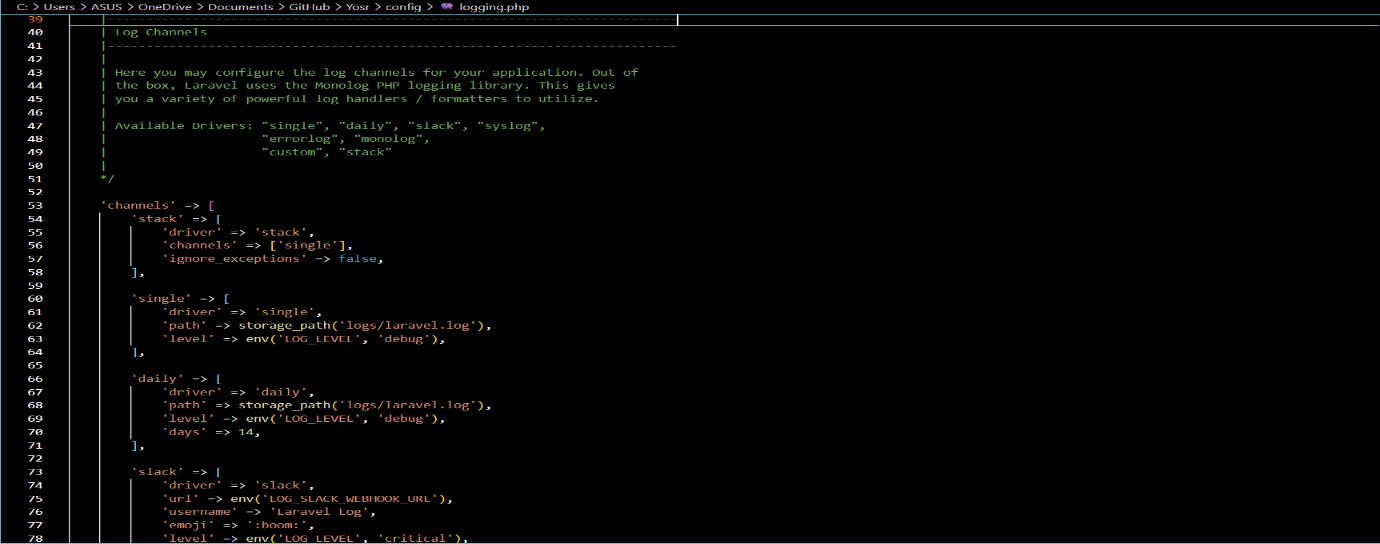 C: > Users > ASUS > OneDrive > Documents > GitHub > Yosr > config > logging.php
39 |--------------------------------------------------------------------------
40 | Log Channels
41 |--------------------------------------------------------------------------
42 |
43 | Here you may configure the log channels for your application. Out of
44 | the box, Laravel uses the Monolog PHP logging library. This gives
45 | you a variety of powerful log handlers / formatters to utilize.
46 |
47 | Available Drivers: "single", "daily", "slack", "syslog",
48 |                    "errorlog", "monolog",
49 |                    "custom", "stack"
50 |
51 */
52
53 'channels' => [
54     'stack' => [
55         'driver' => 'stack',
56         'channels' => ['single'],
57         'ignore_exceptions' => false,
58     ],
59
60     'single' => [
61         'driver' => 'single',
62         'path' => storage_path('logs/laravel.log'),
63         'level' => env('LOG_LEVEL', 'debug'),
64     ],
65
66     'daily' => [
67         'driver' => 'daily',
68         'path' => storage_path('logs/laravel.log'),
69         'level' => env('LOG_LEVEL', 'debug'),
70         'days' => 14,
71     ],
72
73     'slack' => [
74         'driver' => 'slack',
75         'url' => env('LOG_SLACK_WEBHOOK_URL'),
76         'username' => 'Laravel Log',
77         'emoji' => ':boom:',
78         'level' => env('LOG_LEVEL', 'critical'),